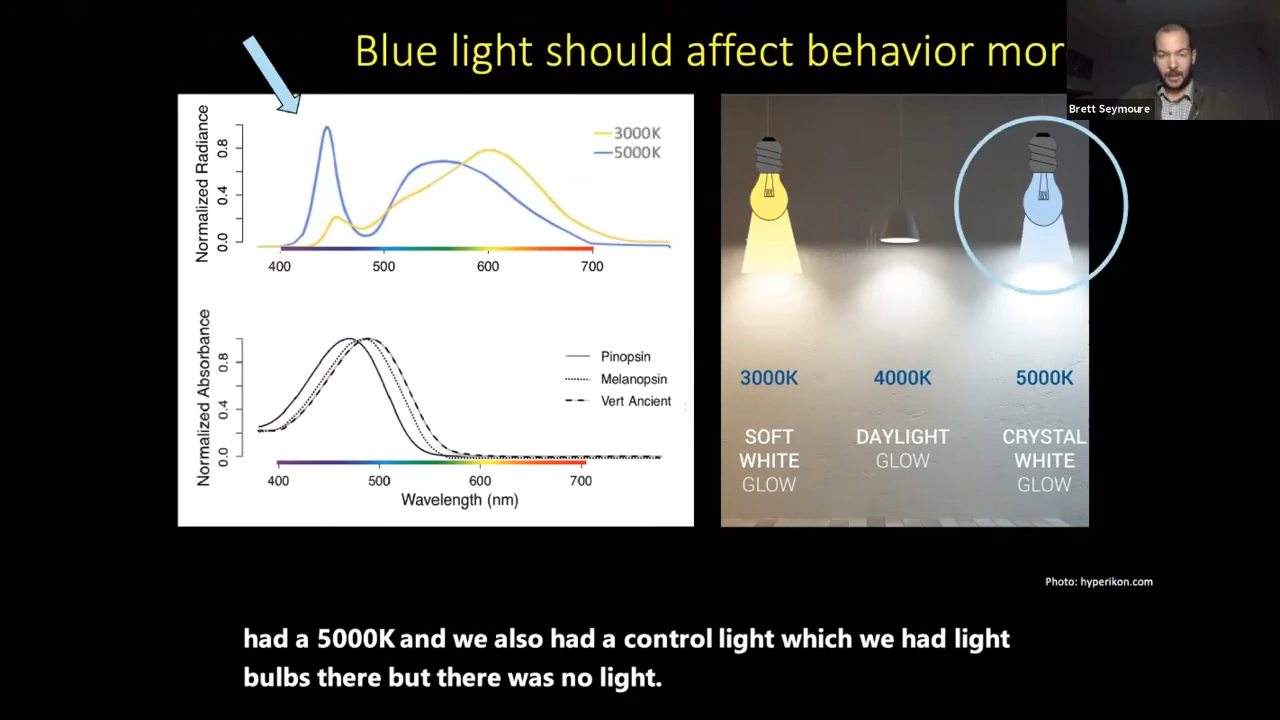 Blue light should affect behavior mor
Brett Seymoure
Normalized Radiance
0.0 0.4 0.8
3000K
5000K
400 500 600 700
Normalized Absorbance
0.0 0.4 0.8
Pinopsin
Melanopsin
Vert Ancient
400 500 600 700
Wavelength (nm)
3000K 4000K 5000K
SOFT
WHITE
GLOW
DAYLIGHT
GLOW
CRYSTAL
WHITE
GLOW
Photo: hyperikon.com
had a 5000K and we also had a control light which we had light
bulbs there but there was no light.